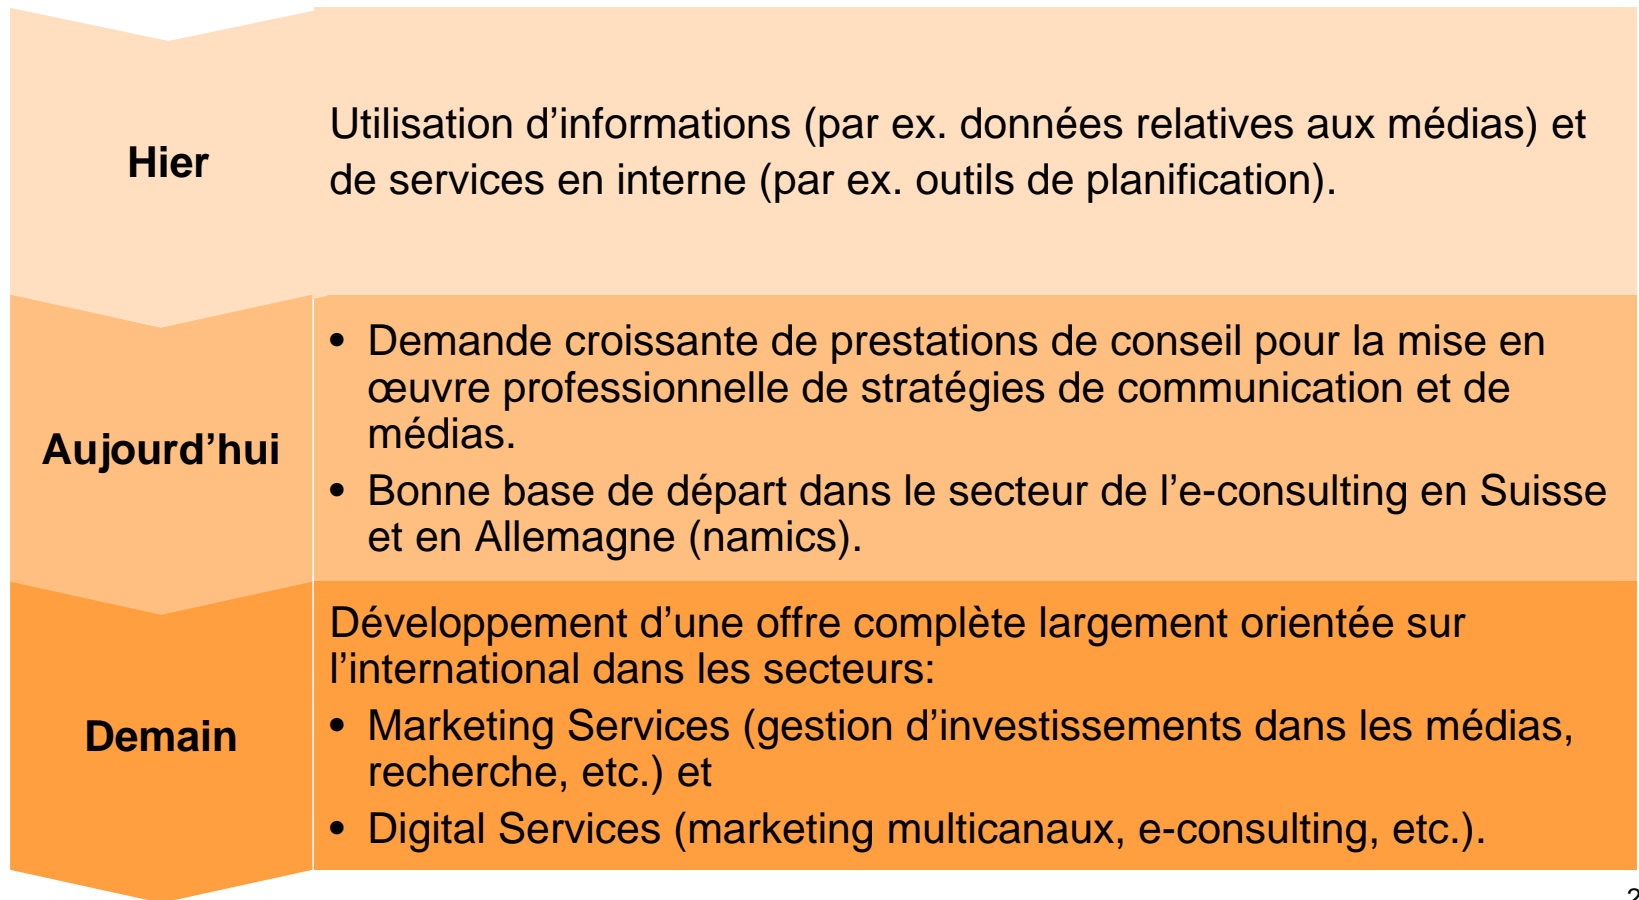 Hier
Utilisation d’informations (par ex. données relatives aux médias) et
de services en interne (par ex. outils de planification).
Aujourd’hui
• Demande croissante de prestations de conseil pour la mise en
œuvre professionnelle de stratégies de communication et de
médias.
• Bonne base de départ dans le secteur de l’e-consulting en Suisse
et en Allemagne (namics).
Demain
Développement d’une offre complète largement orientée sur
l’international dans les secteurs:
• Marketing Services (gestion d’investissements dans les médias,
recherche, etc.) et
• Digital Services (marketing multicanaux, e-consulting, etc.).